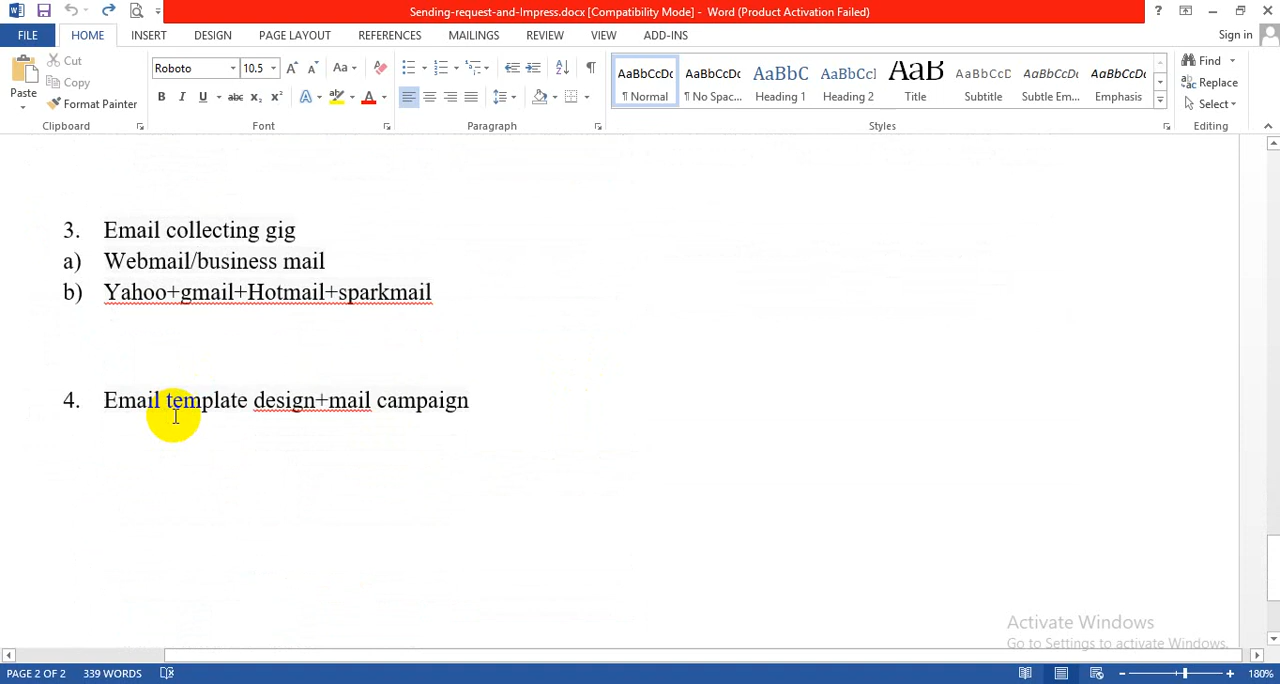 Sending-request-and-Impress.docx [Compatibility Mode] - Word (Product Activation Failed)
FILE HOME INSERT DESIGN PAGE LAYOUT REFERENCES MAILINGS REVIEW VIEW ADD-INS Sign in
Paste
Cut
Copy
Format Painter
Clipboard
Roboto 10.5
Font
Paragraph
AaBbCcDc AaBbCcDc AaBbC AaBbCcI AaB AaBbCcD AaBbCcDt AaBbCcDt
¶ Normal ¶ No Spac... Heading 1 Heading 2 Title Subtitle Subtle Em... Emphasis
Styles
Find
Replace
Select
Editing
3. Email collecting gig
a) Webmail/business mail
b) Yahoo+gmail+Hotmail+sparkmail
4. Email template design+mail campaign
Activate Windows
Go to Settings to activate Windows.
PAGE 2 OF 2 339 WORDS 180%